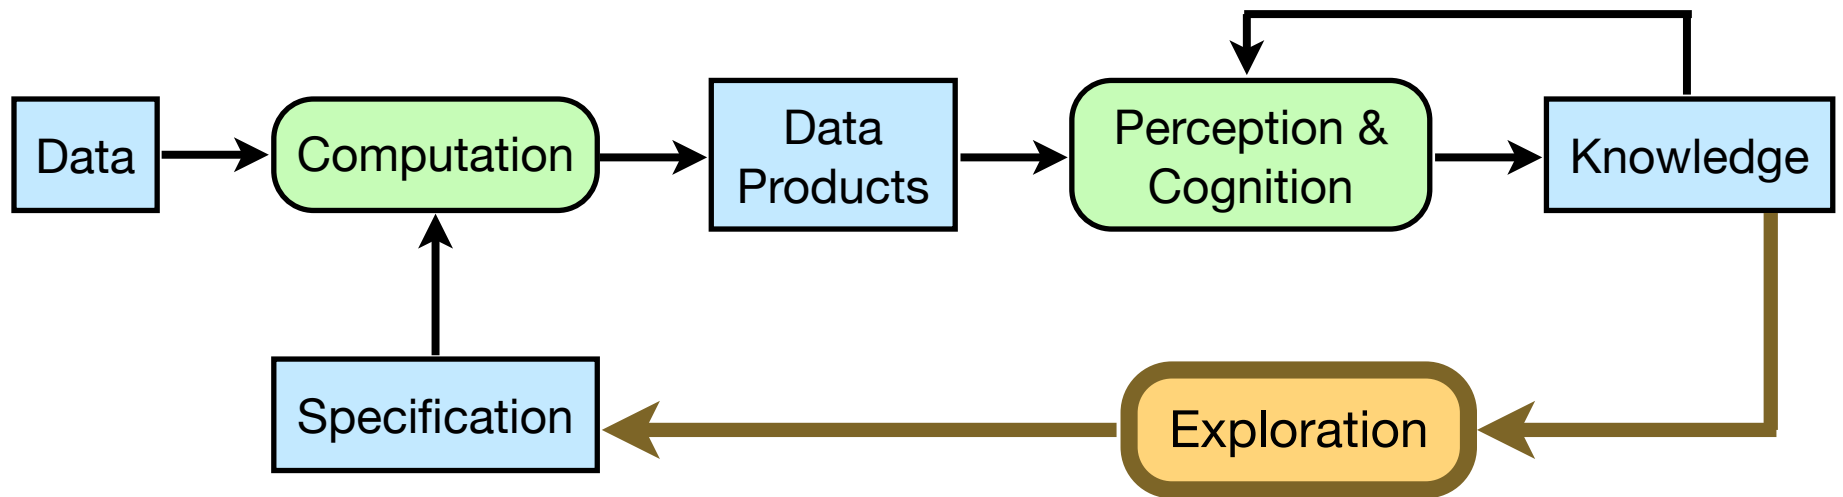 Data
Computation
Data
Products
Perception &
Cognition
Knowledge
Specification
Exploration